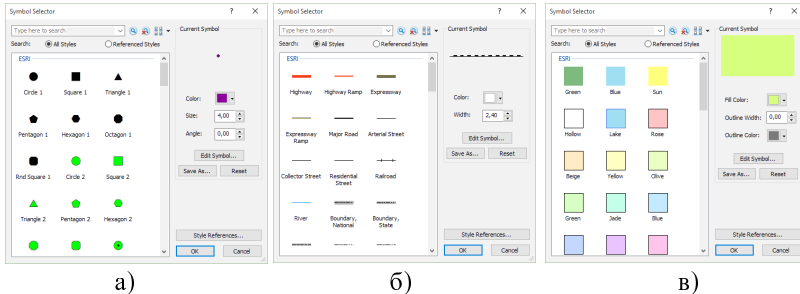 Symbol Selector
Type here to search
Search: All Styles Referenced Styles
ESRI
Circle 1 Square 1 Triangle 1
Pentagon 1 Hexagon 1 Octagon 1
Rnd Square 1 Circle 2 Square 2
Triangle 2 Pentagon 2 Hexagon 2
Current Symbol
Color:
Size: 4,00
Angle: 0,00
Edit Symbol...
Save As... Reset
Style References...
OK Cancel
а)
Symbol Selector
Type here to search
Search: All Styles Referenced Styles
ESRI
Highway Highway Ramp Expressway
Expressway Major Road Arterial Street
Ramp
Collector Street Residential Railroad
Street
River Boundary, Boundary,
National State
Current Symbol
Color:
Width: 2,40
Edit Symbol...
Save As... Reset
Style References...
OK Cancel
б)
Symbol Selector
Type here to search
Search: All Styles Referenced Styles
ESRI
Green Blue Sun
Hollow Lake Rose
Beige Yellow Olive
Green Jade Blue
Current Symbol
Fill Color:
Outline Width: 0,00
Outline Color:
Edit Symbol...
Save As... Reset
Style References...
OK Cancel
в)